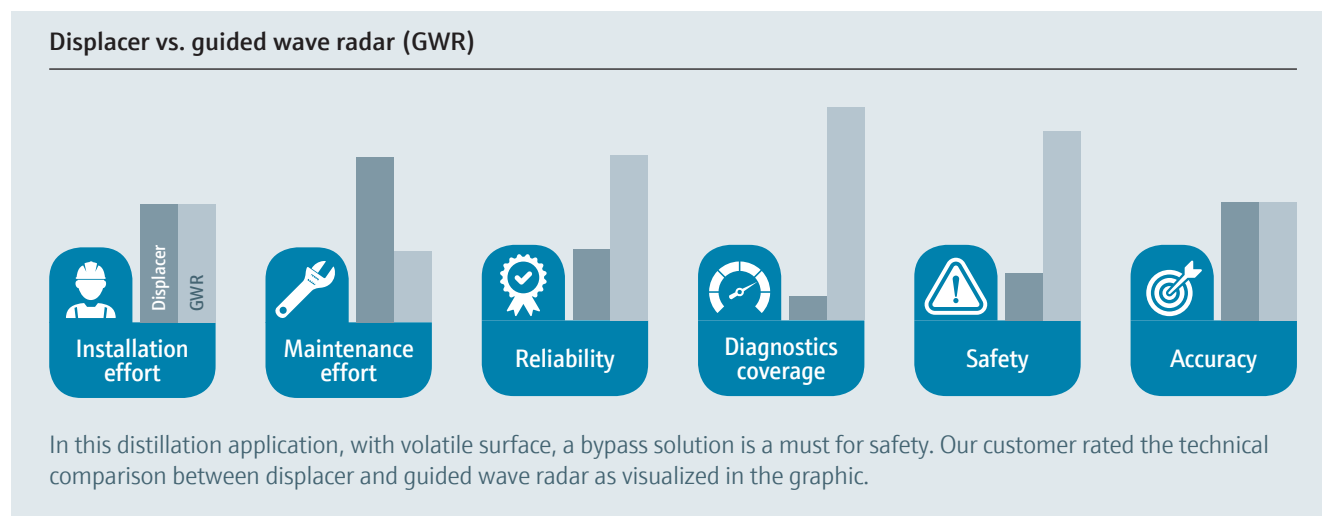 Displacer vs. guided wave radar (GWR)
Displacer
GWR
Installation
effort
Maintenance
effort
Reliability
Diagnostics
coverage
Safety
Accuracy
In this distillation application, with volatile surface, a bypass solution is a must for safety. Our customer rated the technical
comparison between displacer and guided wave radar as visualized in the graphic.